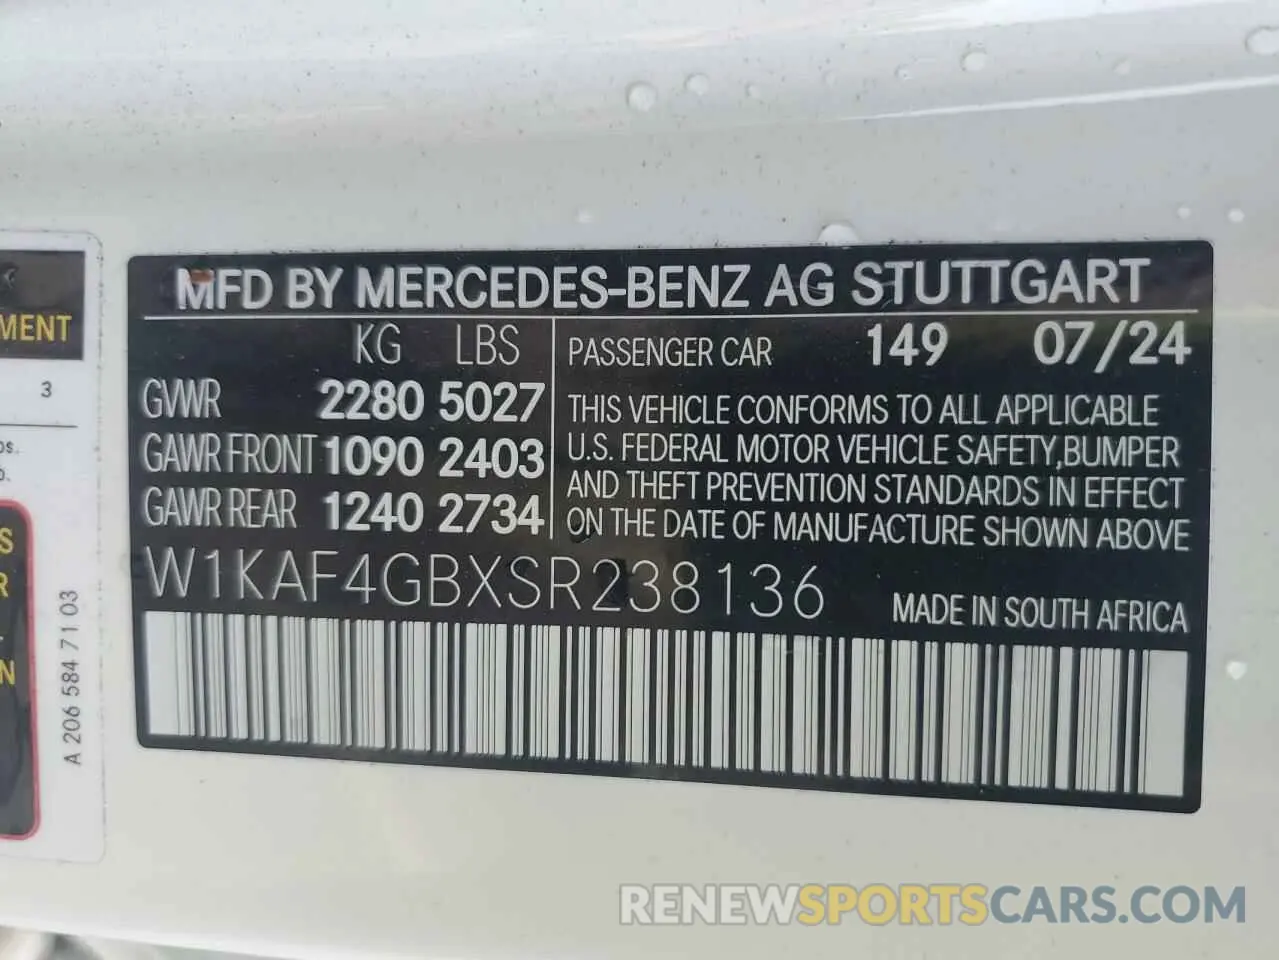 MFD BY MERCEDES-BENZ AG STUTTGART
KG LBS
GVWR 2280 5027
GAWR FRONT 1090 2403
GAWR REAR 1240 2734
PASSENGER CAR 149 07/24
THIS VEHICLE CONFORMS TO ALL APPLICABLE
U.S. FEDERAL MOTOR VEHICLE SAFETY, BUMPER
AND THEFT PREVENTION STANDARDS IN EFFECT
ON THE DATE OF MANUFACTURE SHOWN ABOVE
W1KAF4GBXSR238136
MADE IN SOUTH AFRICA
3
A 206 584 71 03
RENEWSPORTSCARS.COM